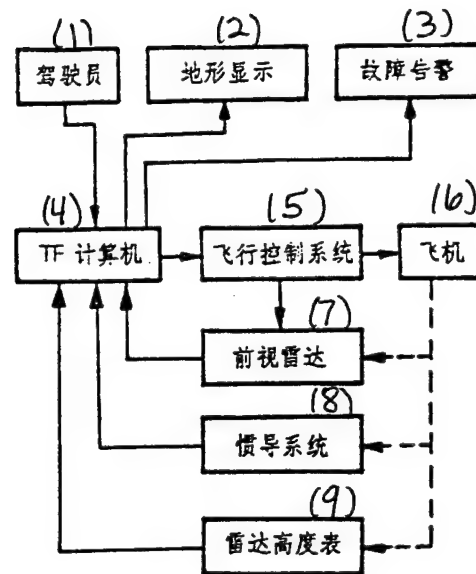 (1)
(2)
(3)
驾驶员
地形显示
故障告警
(4)
(5)
(6)
TF 计算机
飞行控制系统
飞机
(7)
前视雷达
(8)
惯导系统
(9)
雷达高度表